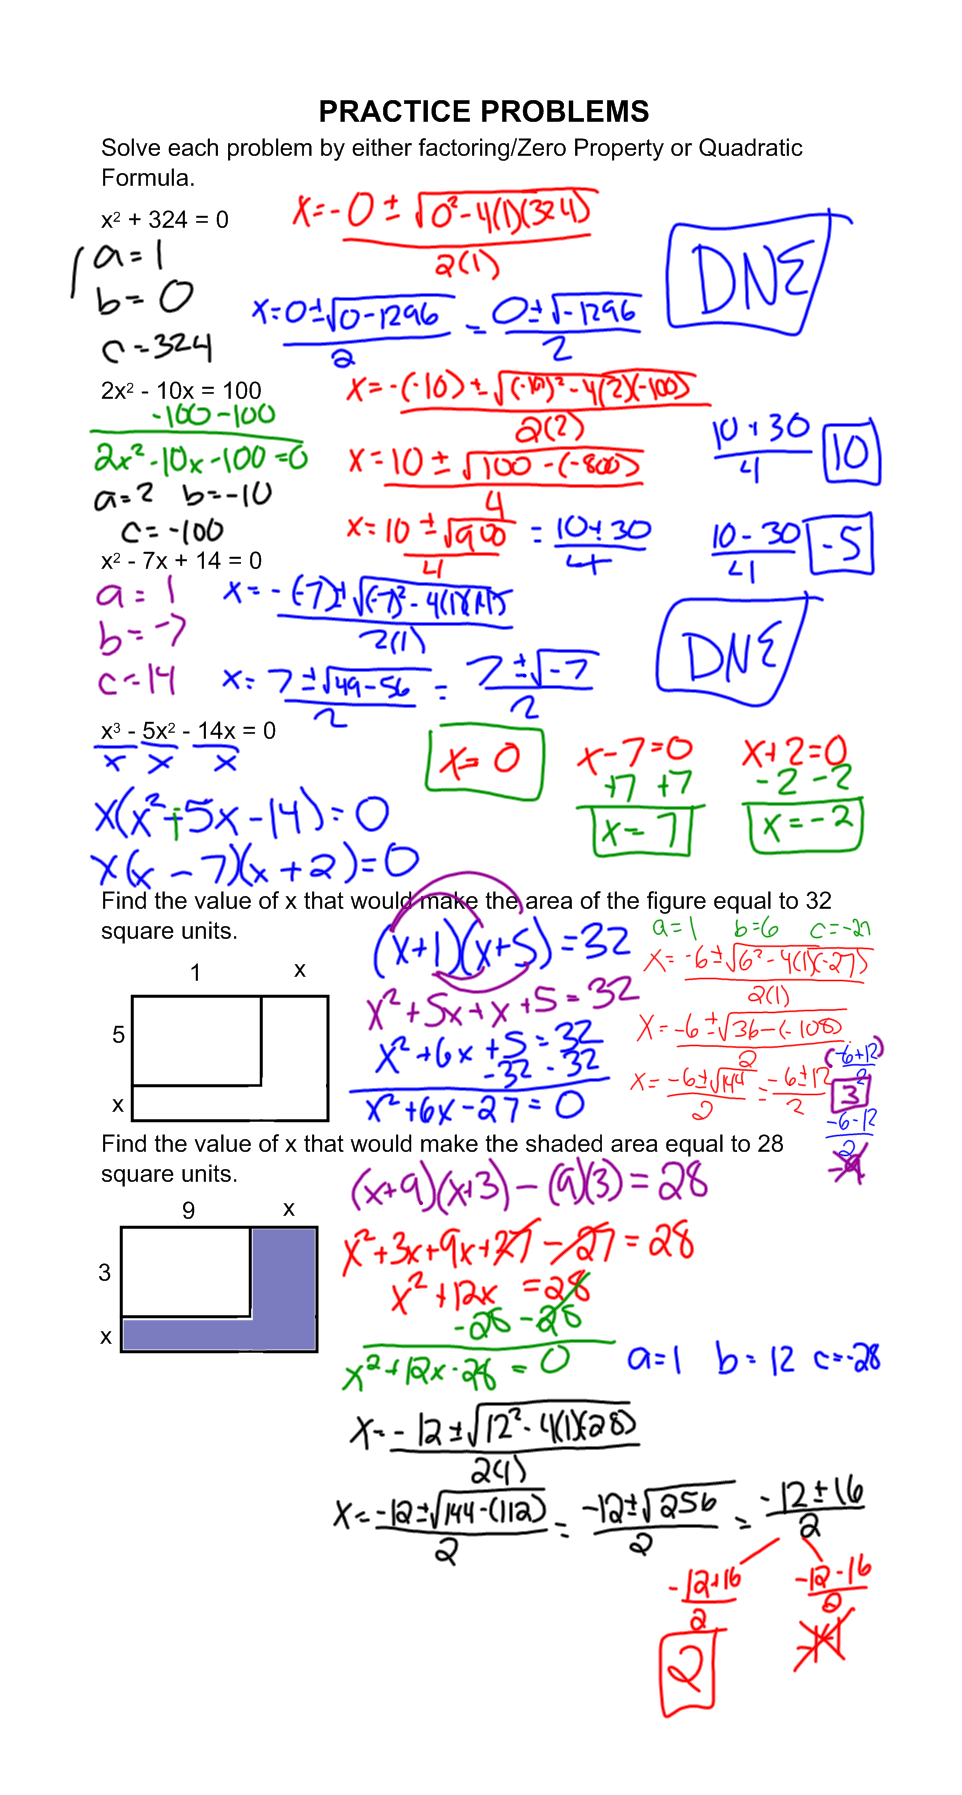 PRACTICE PROBLEMS
Solve each problem by either factoring/Zero Property or Quadratic
Formula.
x² + 324 = 0
a = 1
b = 0
c = 324
x = -0 ± √0² - 4(1)(324)
2(1)
x = 0 ± √0 - 1296 = 0 ± √-1296
2 2
DNE
2x² - 10x = 100
-100 -100
2x² - 10x - 100 = 0
a = 2 b = -10
c = -100
x = -(-10) ± √(-10)² - 4(2)(-100)
2(2)
x = 10 ± √100 - (-800)
4
x = 10 ± √900 = 10 ± 30
4 4
10 + 30 10
4
10 - 30 -5
4
x² - 7x + 14 = 0
a = 1
b = -7
c = 14
x = -(-7) ± √(-7)² - 4(1)(14)
2(1)
x = 7 ± √49 - 56 = 7 ± √-7
2 2
DNE
x³ - 5x² - 14x = 0
x x x
x(x² + 5x - 14) = 0
x(x - 7)(x + 2) = 0
x = 0
x - 7 = 0
+7 +7
x = 7
x + 2 = 0
-2 -2
x = -2
Find the value of x that would make the area of the figure equal to 32
square units.
1 x
5
x
(x+1)(x+5) = 32
x² + 5x + x + 5 = 32
x² + 6x + 5 = 32
-32 -32
x² + 6x - 27 = 0
a = 1 b = 6 c = -27
x = -6 ± √6² - 4(1)(-27)
2(1)
x = -6 ± √36 - (-108)
2
x = -6 ± √144 = -6 ± 12
2 2
(-6 + 12)
2
3
-6 - 12
2
-9
Find the value of x that would make the shaded area equal to 28
square units.
9 x
3
x
(x+9)(x+3) - (9)(3) = 28
x² + 3x + 9x + 27 - 27 = 28
x² + 12x = 28
-28 -28
x² + 12x - 28 = 0
a = 1 b = 12 c = -28
x = -12 ± √12² - 4(1)(-28)
2(1)
x = -12 ± √144 - (112) = -12 ± √256 = -12 ± 16
2 2 2
-12 + 16
2
2
-12 - 16
2